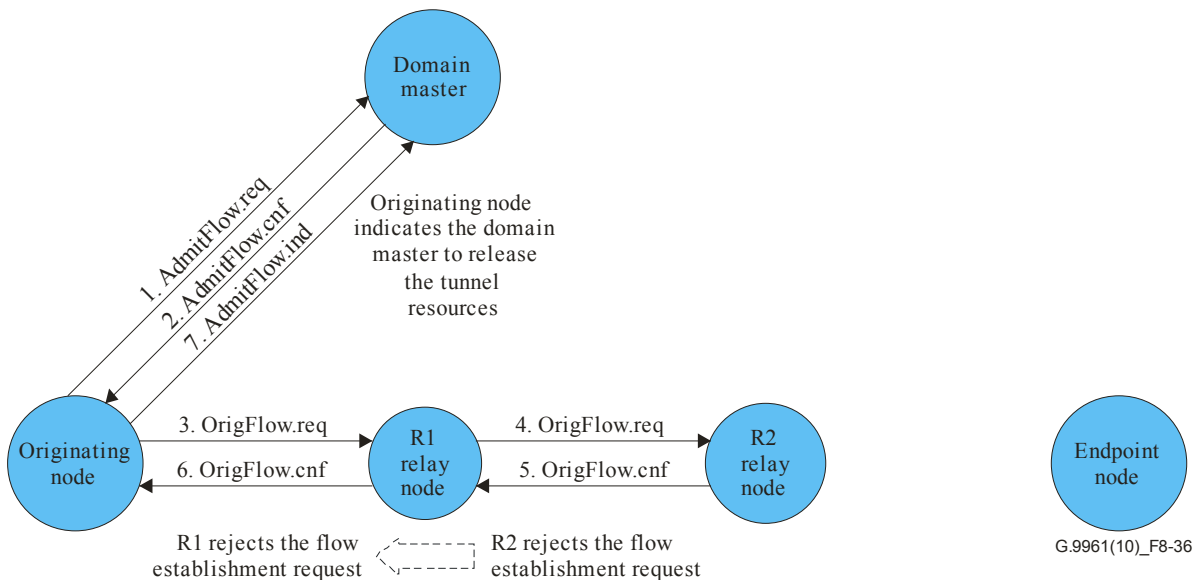 Domain
master
1. AdmitFlow.req
2. AdmitFlow.cnf
7. AdmitFlow.ind
Originating node
indicates the domain
master to release
the tunnel
resources
Originating
node
3. OrigFlow.req
6. OrigFlow.cnf
R1
relay
node
4. OrigFlow.req
5. OrigFlow.cnf
R2
relay
node
Endpoint
node
R1 rejects the flow
establishment request
R2 rejects the flow
establishment request
G.9961(10)_F8-36